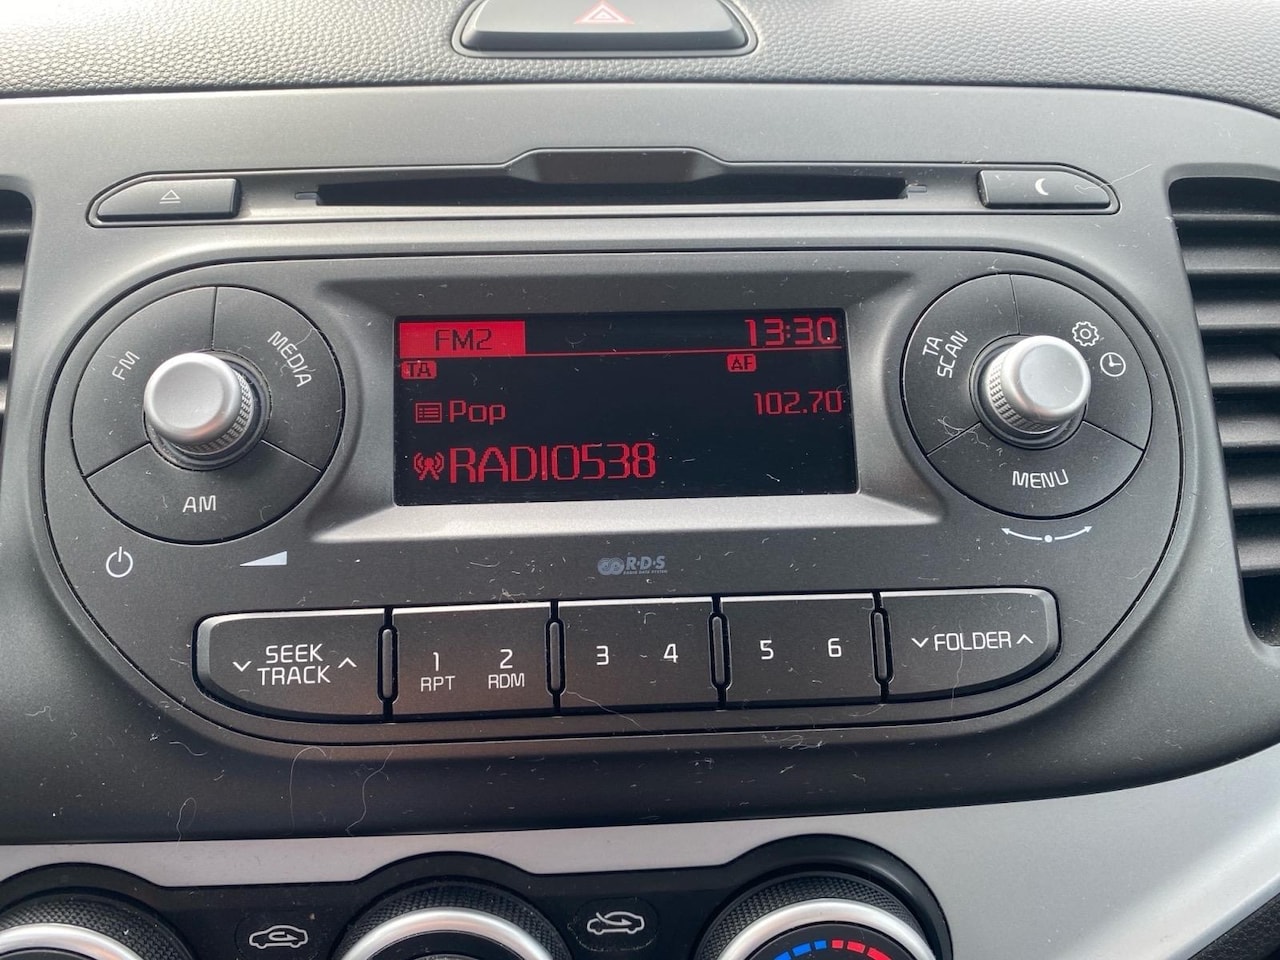 FM2 13:30
TA AF
Pop 102.70
RADIO538
FM
MEDIA
AM
TA
SCAN
MENU
R·D·S
SEEK
TRACK
1
RPT
2
RDM
3 4
5 6
FOLDER